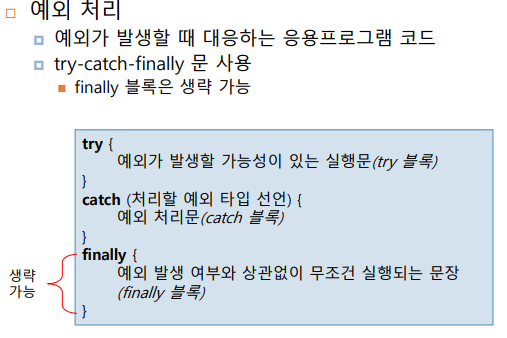 예외 처리
예외가 발생할 때 대응하는 응용프로그램 코드
try-catch-finally 문 사용
finally 블록은 생략 가능
try {
예외가 발생할 가능성이 있는 실행문(try 블록)
}
catch (처리할 예외 타입 선언) {
예외 처리문(catch 블록)
}
finally {
예외 발생 여부와 상관없이 무조건 실행되는 문장
(finally 블록)
}
생략
가능